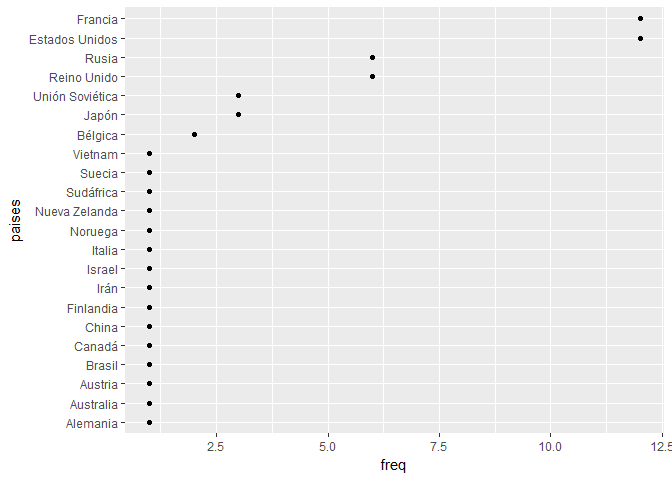 Francia
Estados Unidos
Rusia
Reino Unido
Unión Soviética
Japón
Bélgica
Vietnam
Suecia
Sudáfrica
Nueva Zelanda
Noruega
Italia
Israel
Irán
Finlandia
China
Canadá
Brasil
Austria
Australia
Alemania
paises
2.5 5.0 7.5 10.0 12.5
freq